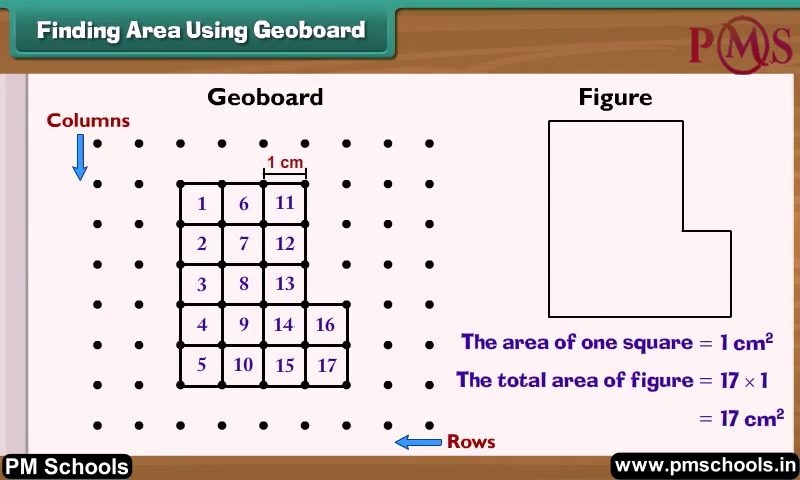 Finding Area Using Geoboard
PMS
Geoboard
Figure
Columns
1 cm
1 6 11
2 7 12
3 8 13
4 9 14 16
5 10 15 17
The area of one square = 1 cm²
The total area of figure = 17 × 1
= 17 cm²
Rows
PM Schools
www.pmschools.in